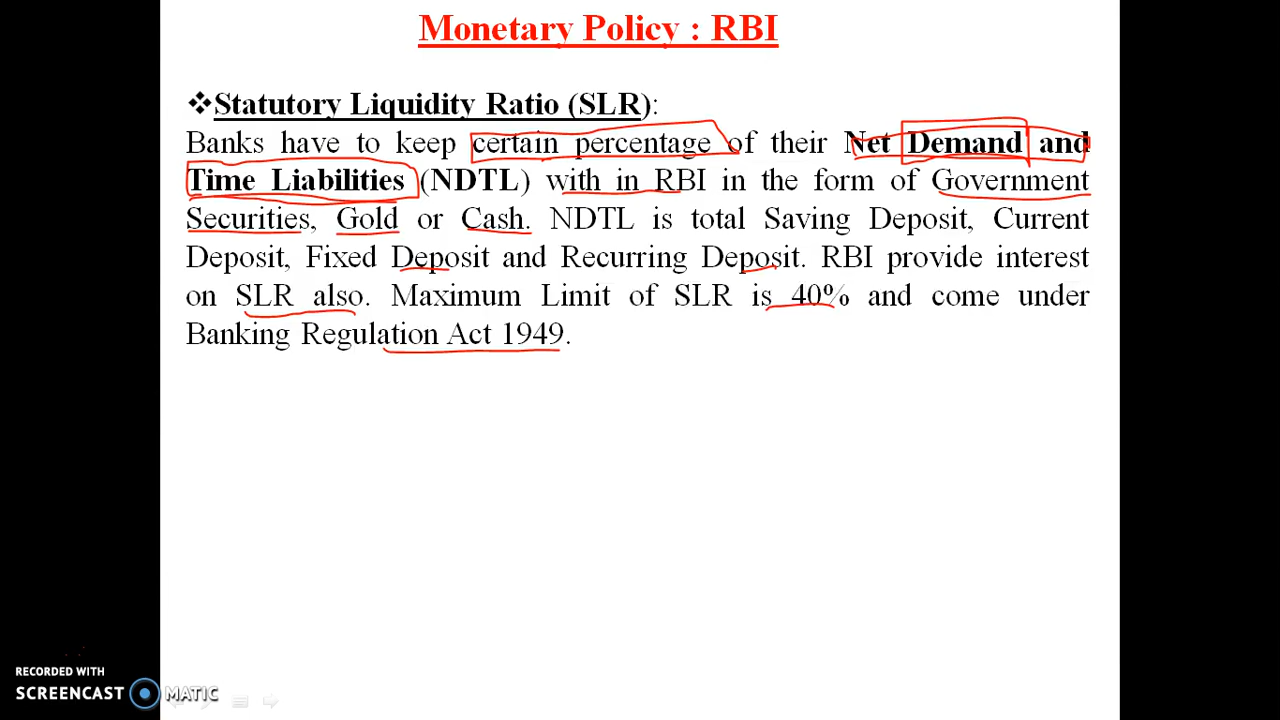 Monetary Policy : RBI
❖Statutory Liquidity Ratio (SLR):
Banks have to keep certain percentage of their Net Demand and
Time Liabilities (NDTL) with in RBI in the form of Government
Securities, Gold or Cash. NDTL is total Saving Deposit, Current
Deposit, Fixed Deposit and Recurring Deposit. RBI provide interest
on SLR also. Maximum Limit of SLR is 40% and come under
Banking Regulation Act 1949.
RECORDED WITH
SCREENCAST MATIC